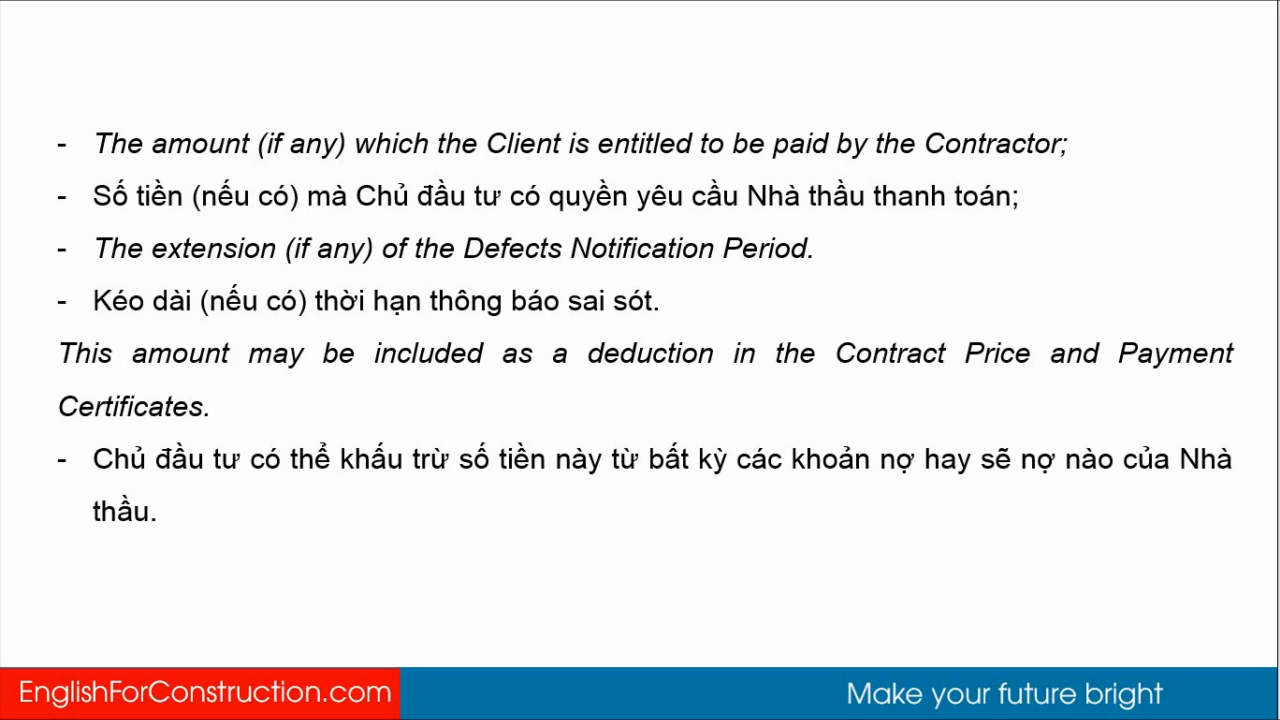 - The amount (if any) which the Client is entitled to be paid by the Contractor;
- Số tiền (nếu có) mà Chủ đầu tư có quyền yêu cầu Nhà thầu thanh toán;
- The extension (if any) of the Defects Notification Period.
- Kéo dài (nếu có) thời hạn thông báo sai sót.
This amount may be included as a deduction in the Contract Price and Payment
Certificates.
- Chủ đầu tư có thể khấu trừ số tiền này từ bất kỳ các khoản nợ hay sẽ nợ nào của Nhà
thầu.
EnglishForConstruction.com
Make your future bright